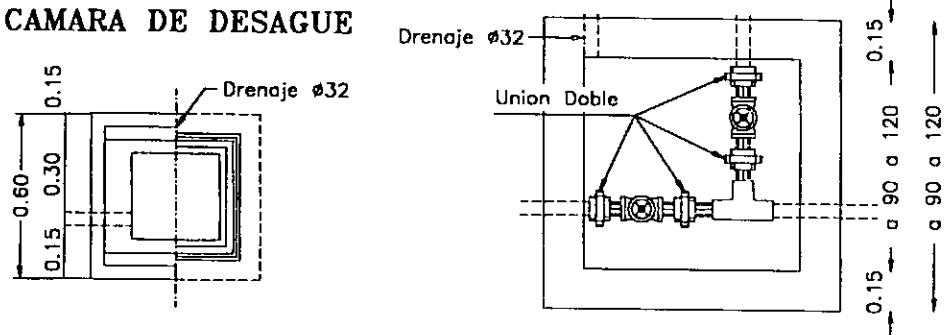 CAMARA DE DESAGUE
Drenaje ø32
0.15
0.30
0.15
0.60
Drenaje ø32
Union Doble
0.15
a 90 a 120
0.15
a 90 a 120